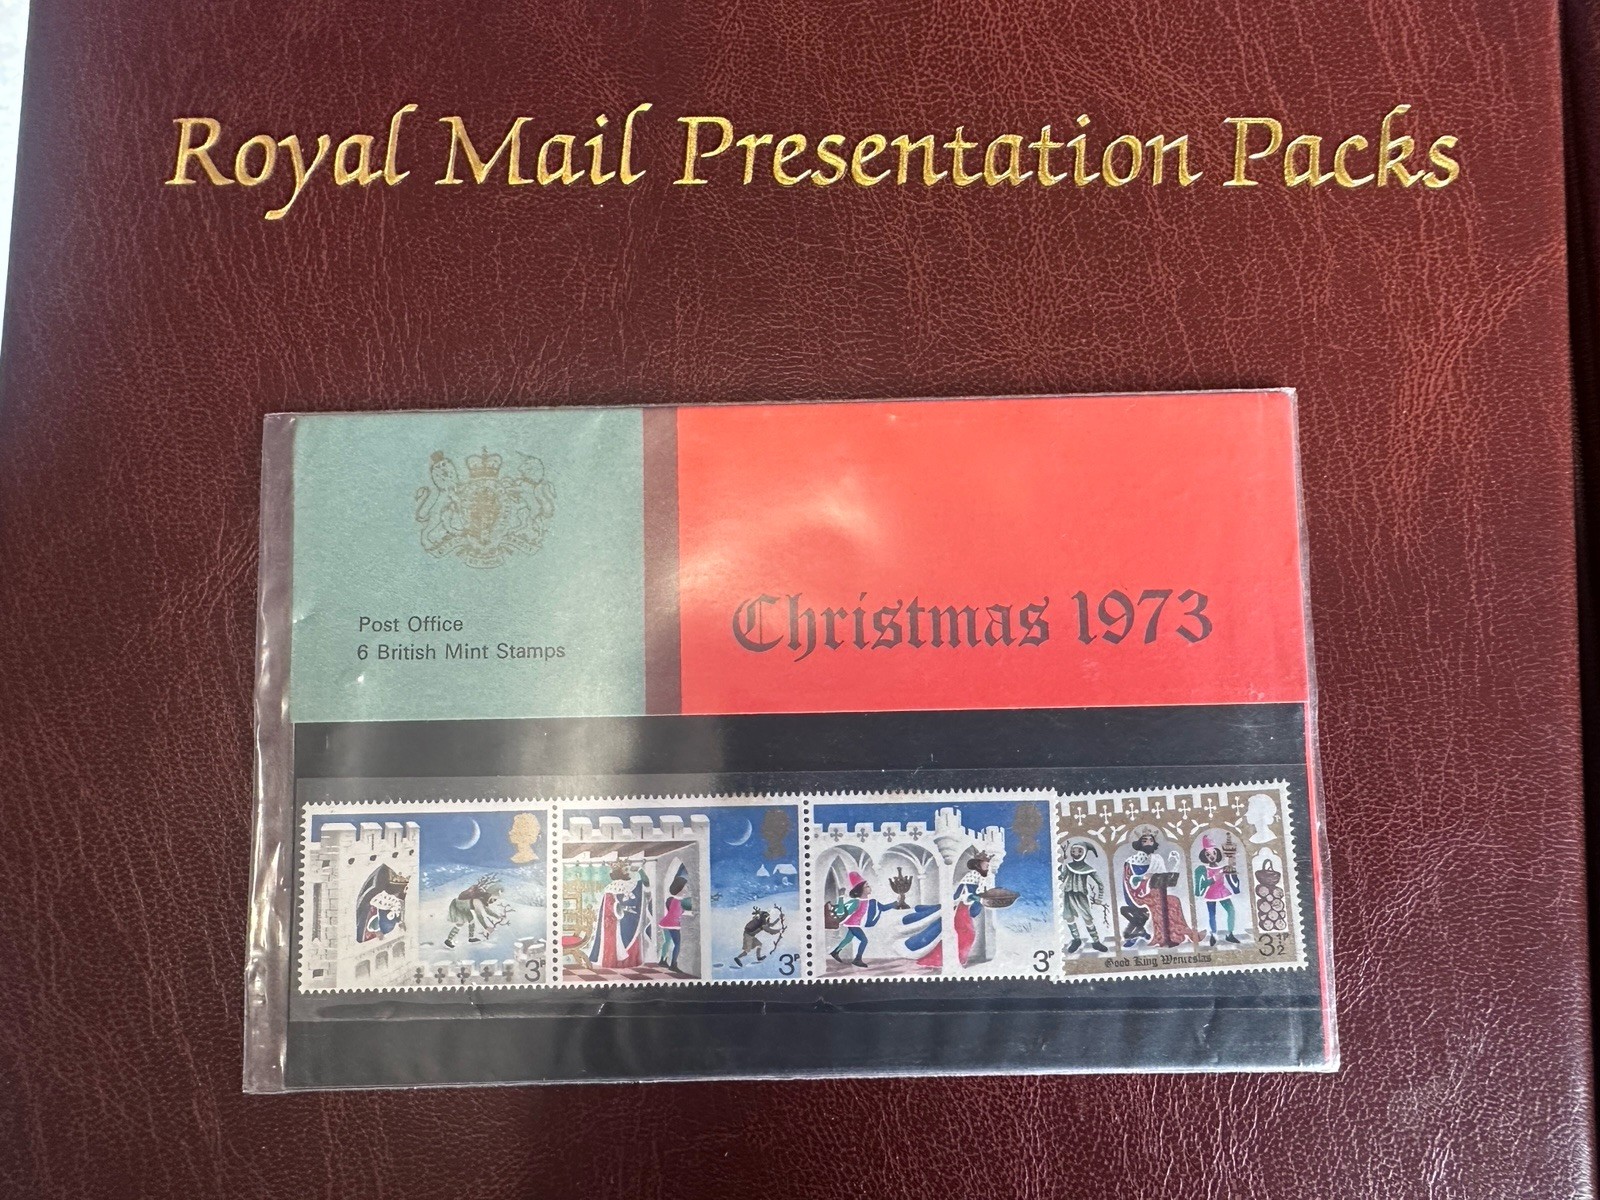 Royal Mail Presentation Packs
Post Office
6 British Mint Stamps
Christmas 1973
3P
3P
3P
Good King Wenceslas
3½P